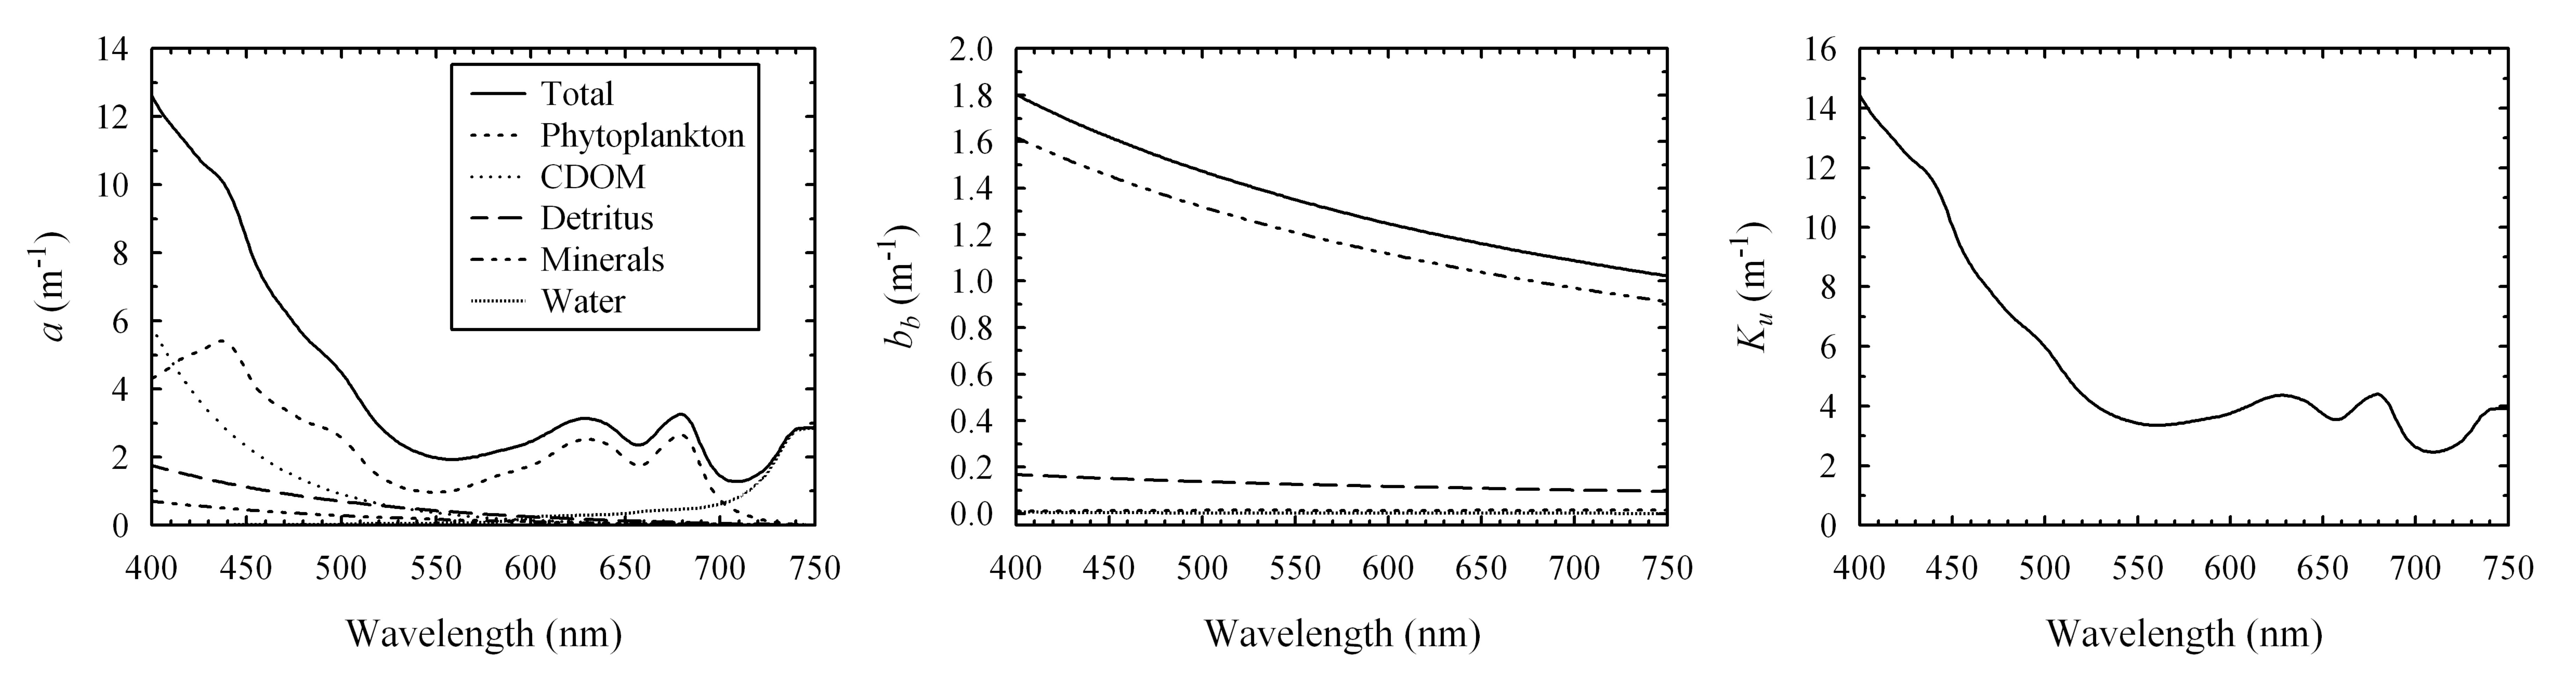 14
12
10
8
6
4
2
0
a (m-1)
Total
Phytoplankton
CDOM
Detritus
Minerals
Water
400 450 500 550 600 650 700 750
Wavelength (nm)
2.0
1.8
1.6
1.4
1.2
1.0
0.8
0.6
0.4
0.2
0.0
bb (m-1)
400 450 500 550 600 650 700 750
Wavelength (nm)
16
14
12
10
8
6
4
2
0
Ku (m-1)
400 450 500 550 600 650 700 750
Wavelength (nm)